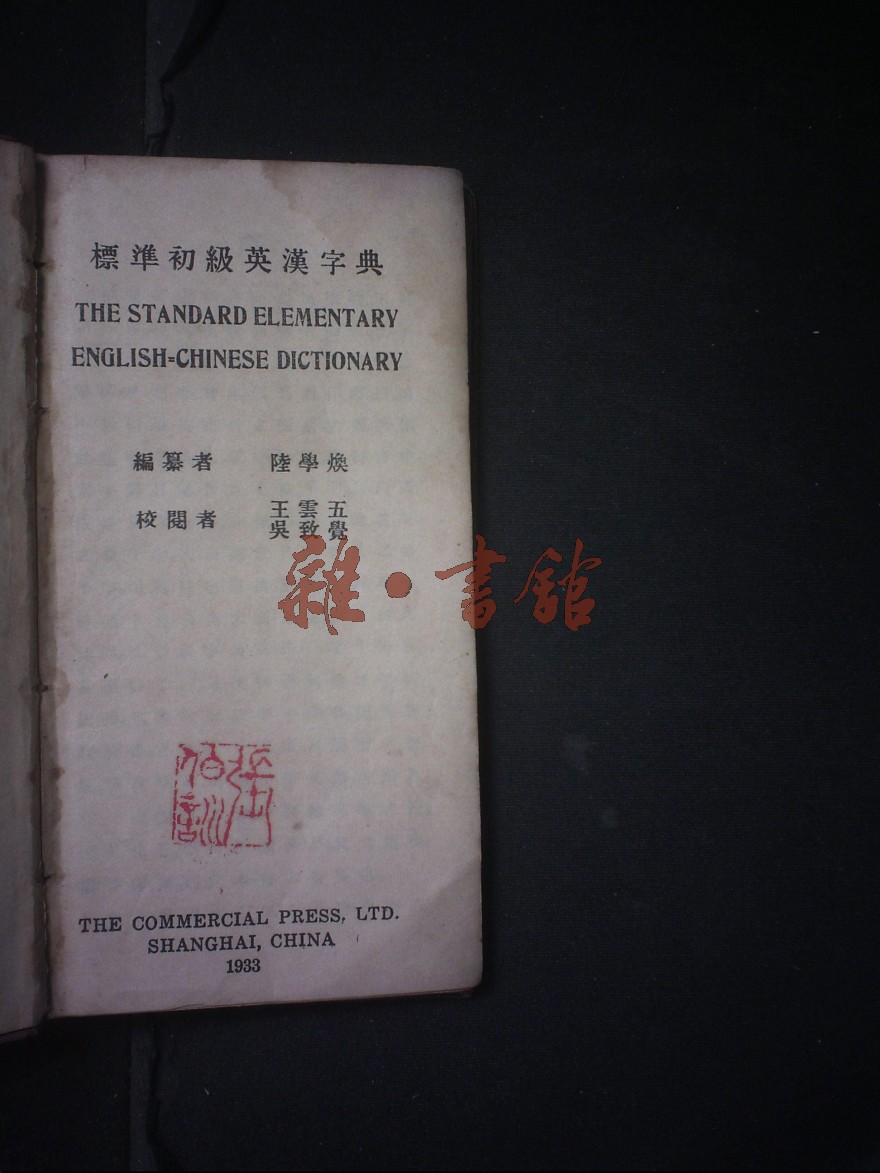 標準初級英漢字典
THE STANDARD ELEMENTARY
ENGLISH=CHINESE DICTIONARY
編纂者 陸學煥
校閱者 王雲五
吳致覺
雜·書館
THE COMMERCIAL PRESS, LTD.
SHANGHAI, CHINA
1933